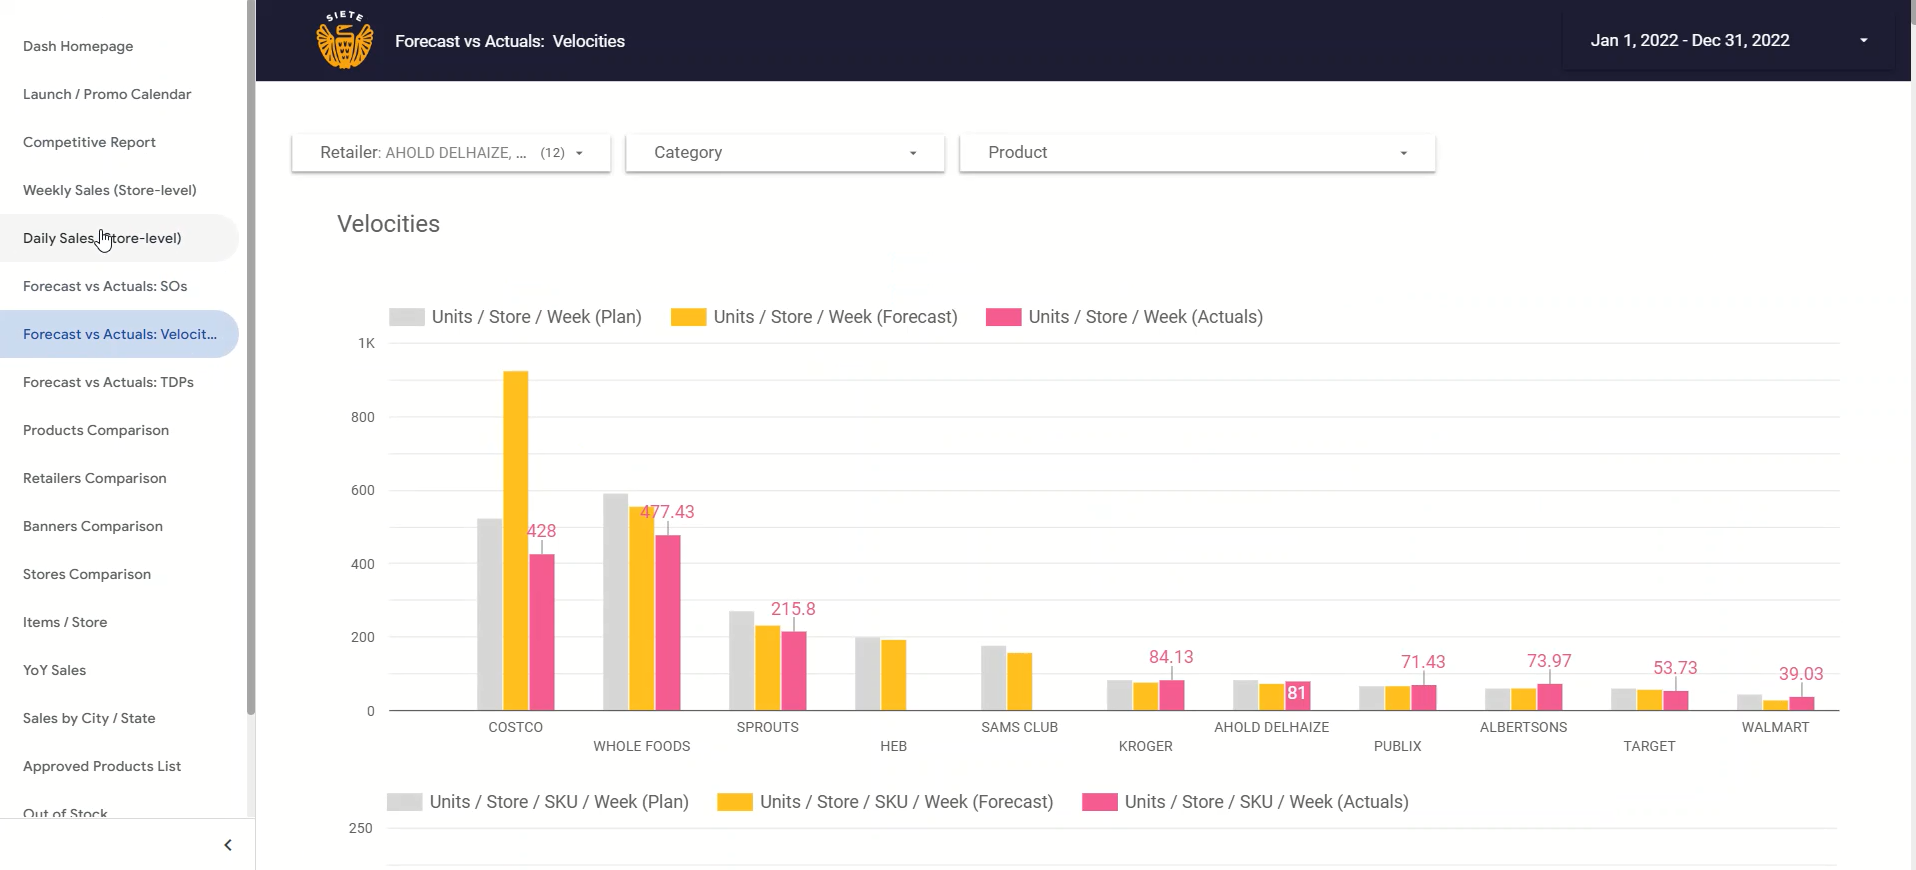 Dash Homepage
Launch / Promo Calendar
Competitive Report
Weekly Sales (Store-level)
Daily Sales tore-level)
Forecast vs Actuals: SOs
Forecast vs Actuals: Velocit...
Forecast vs Actuals: TDPs
Products Comparison
Retailers Comparison
Banners Comparison
Stores Comparison
Items / Store
YoY Sales
Sales by City / State
Approved Products List
Out of Stock
SIETE
Forecast vs Actuals: Velocities
Jan 1, 2022 - Dec 31, 2022
Retailer: AHOLD DELHAIZE, ... (12)
Category
Product
Velocities
Units / Store / Week (Plan)
Units / Store / Week (Forecast)
Units / Store / Week (Actuals)
1K
800
600
400
200
0
428
477.43
215.8
84.13
81
71.43
73.97
53.73
39.03
COSTCO
WHOLE FOODS
SPROUTS
HEB
SAMS CLUB
KROGER
AHOLD DELHAIZE
PUBLIX
ALBERTSONS
TARGET
WALMART
Units / Store / SKU / Week (Plan)
Units / Store / SKU / Week (Forecast)
Units / Store / SKU / Week (Actuals)
250